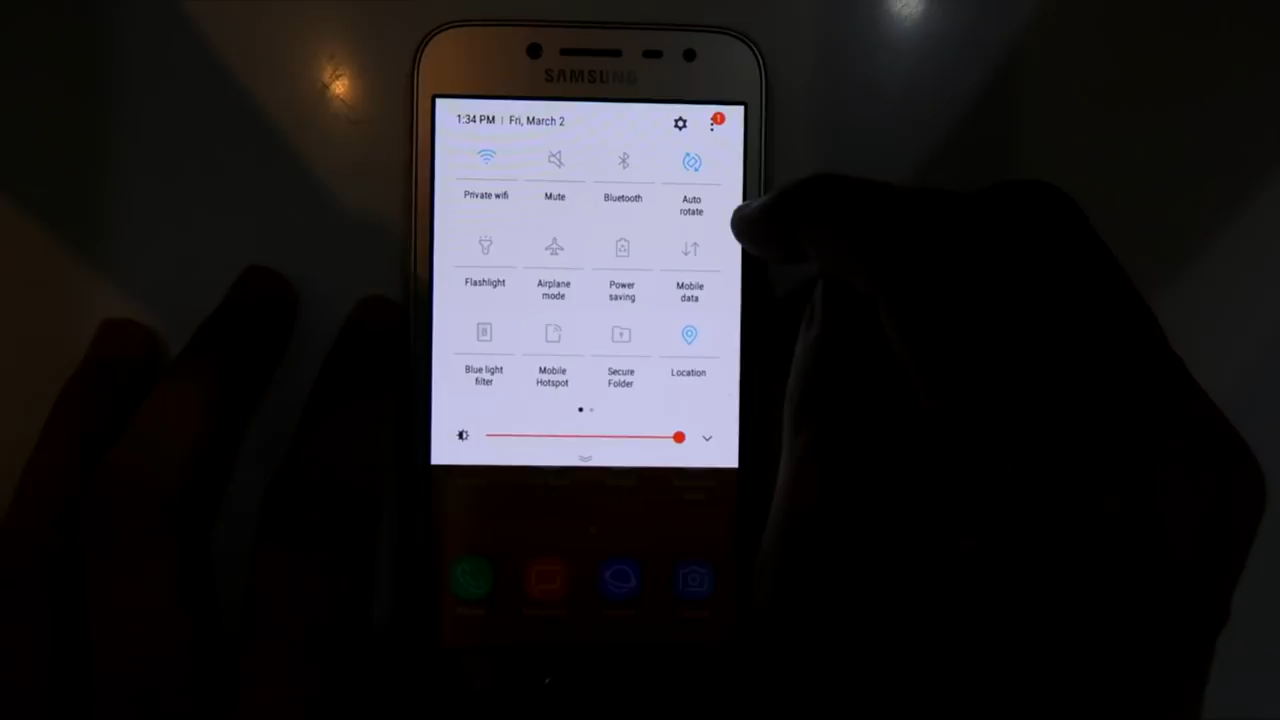 SAMSUNG
1:34 PM | Fri, March 2
1
Private wifi
Mute
Bluetooth
Auto
rotate
Flashlight
Airplane
mode
Power
saving
Mobile
data
Blue light
filter
Mobile
Hotspot
Secure
Folder
Location